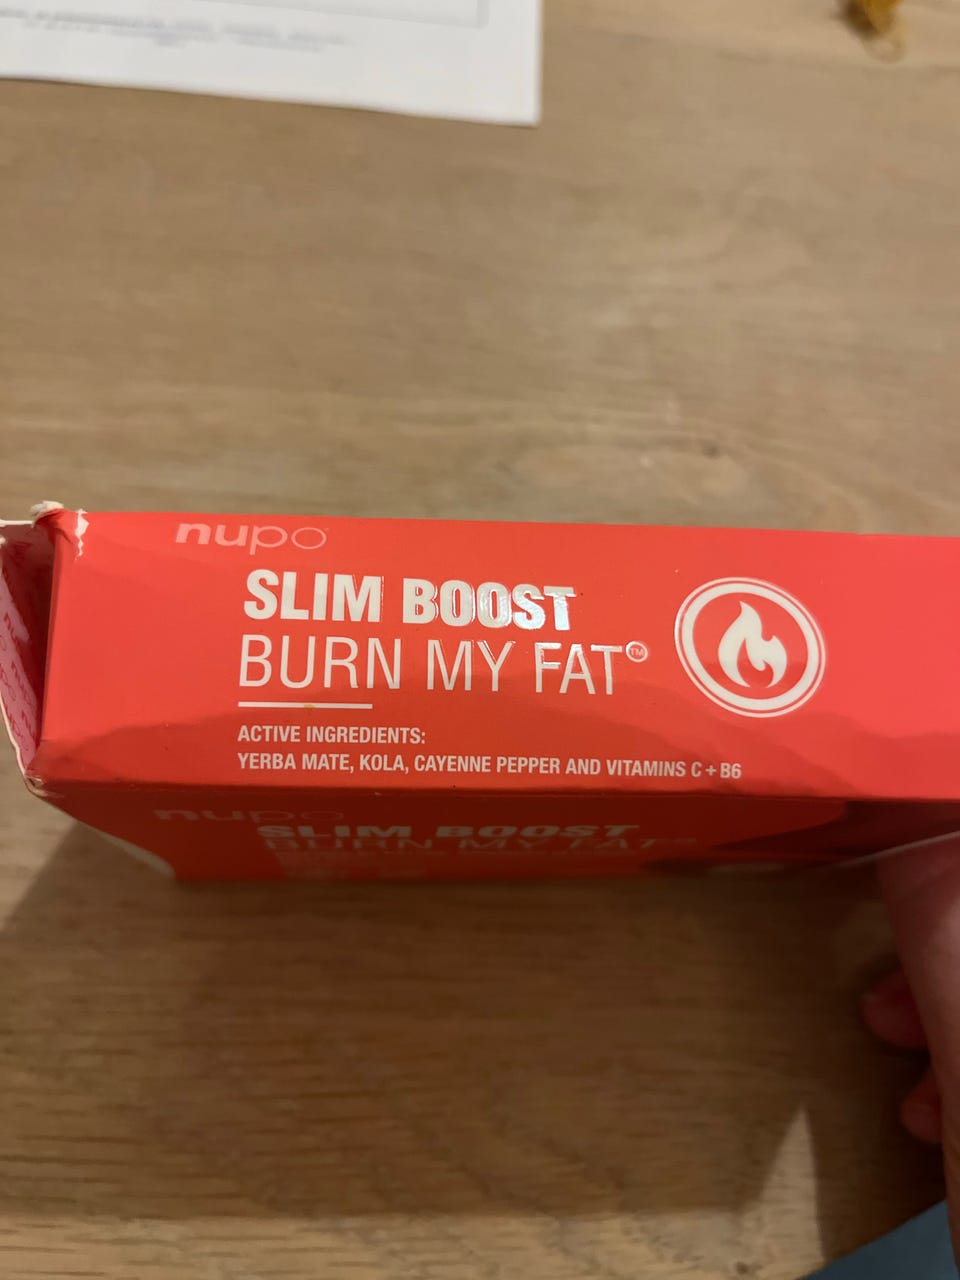 nupo
SLIM BOOST
BURN MY FAT™
ACTIVE INGREDIENTS:
YERBA MATE, KOLA, CAYENNE PEPPER AND VITAMINS C + B6
nupo
SLIM BOOST
BURN MY FAT